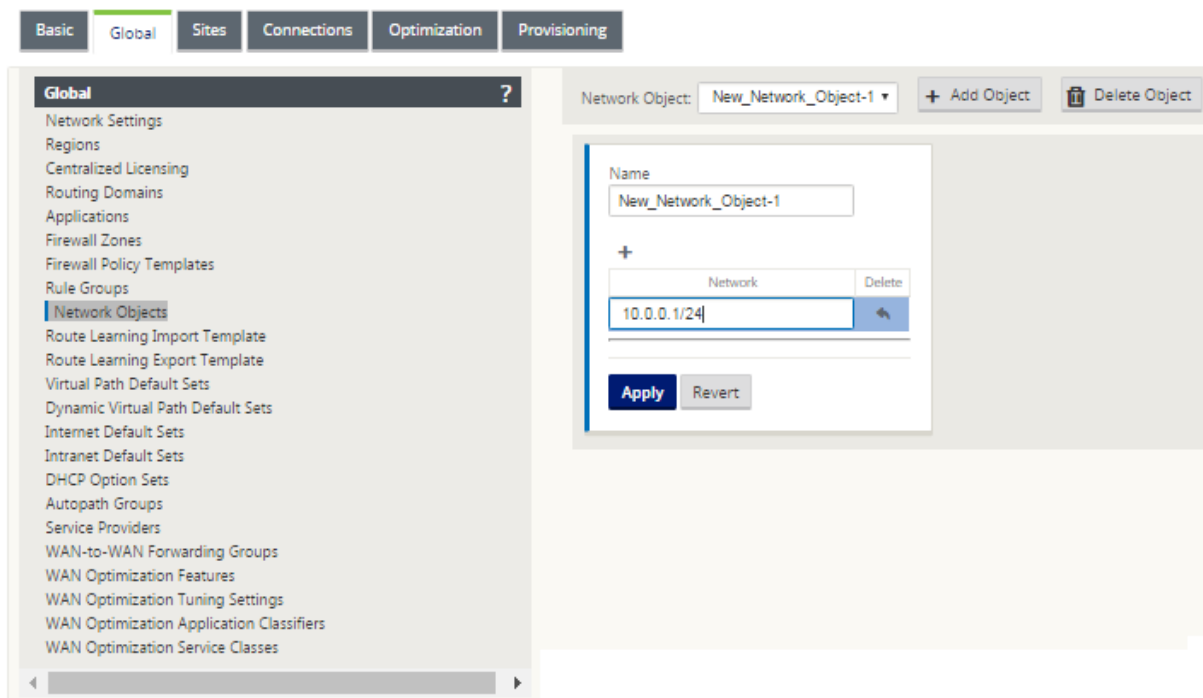 Basic
Global
Sites
Connections
Optimization
Provisioning
Global ?
Network Settings
Regions
Centralized Licensing
Routing Domains
Applications
Firewall Zones
Firewall Policy Templates
Rule Groups
Network Objects
Route Learning Import Template
Route Learning Export Template
Virtual Path Default Sets
Dynamic Virtual Path Default Sets
Internet Default Sets
Intranet Default Sets
DHCP Option Sets
Autopath Groups
Service Providers
WAN-to-WAN Forwarding Groups
WAN Optimization Features
WAN Optimization Tuning Settings
WAN Optimization Application Classifiers
WAN Optimization Service Classes
Network Object: New_Network_Object-1 + Add Object Delete Object
Name
New_Network_Object-1
+
Network Delete
10.0.0.1/24
Apply Revert